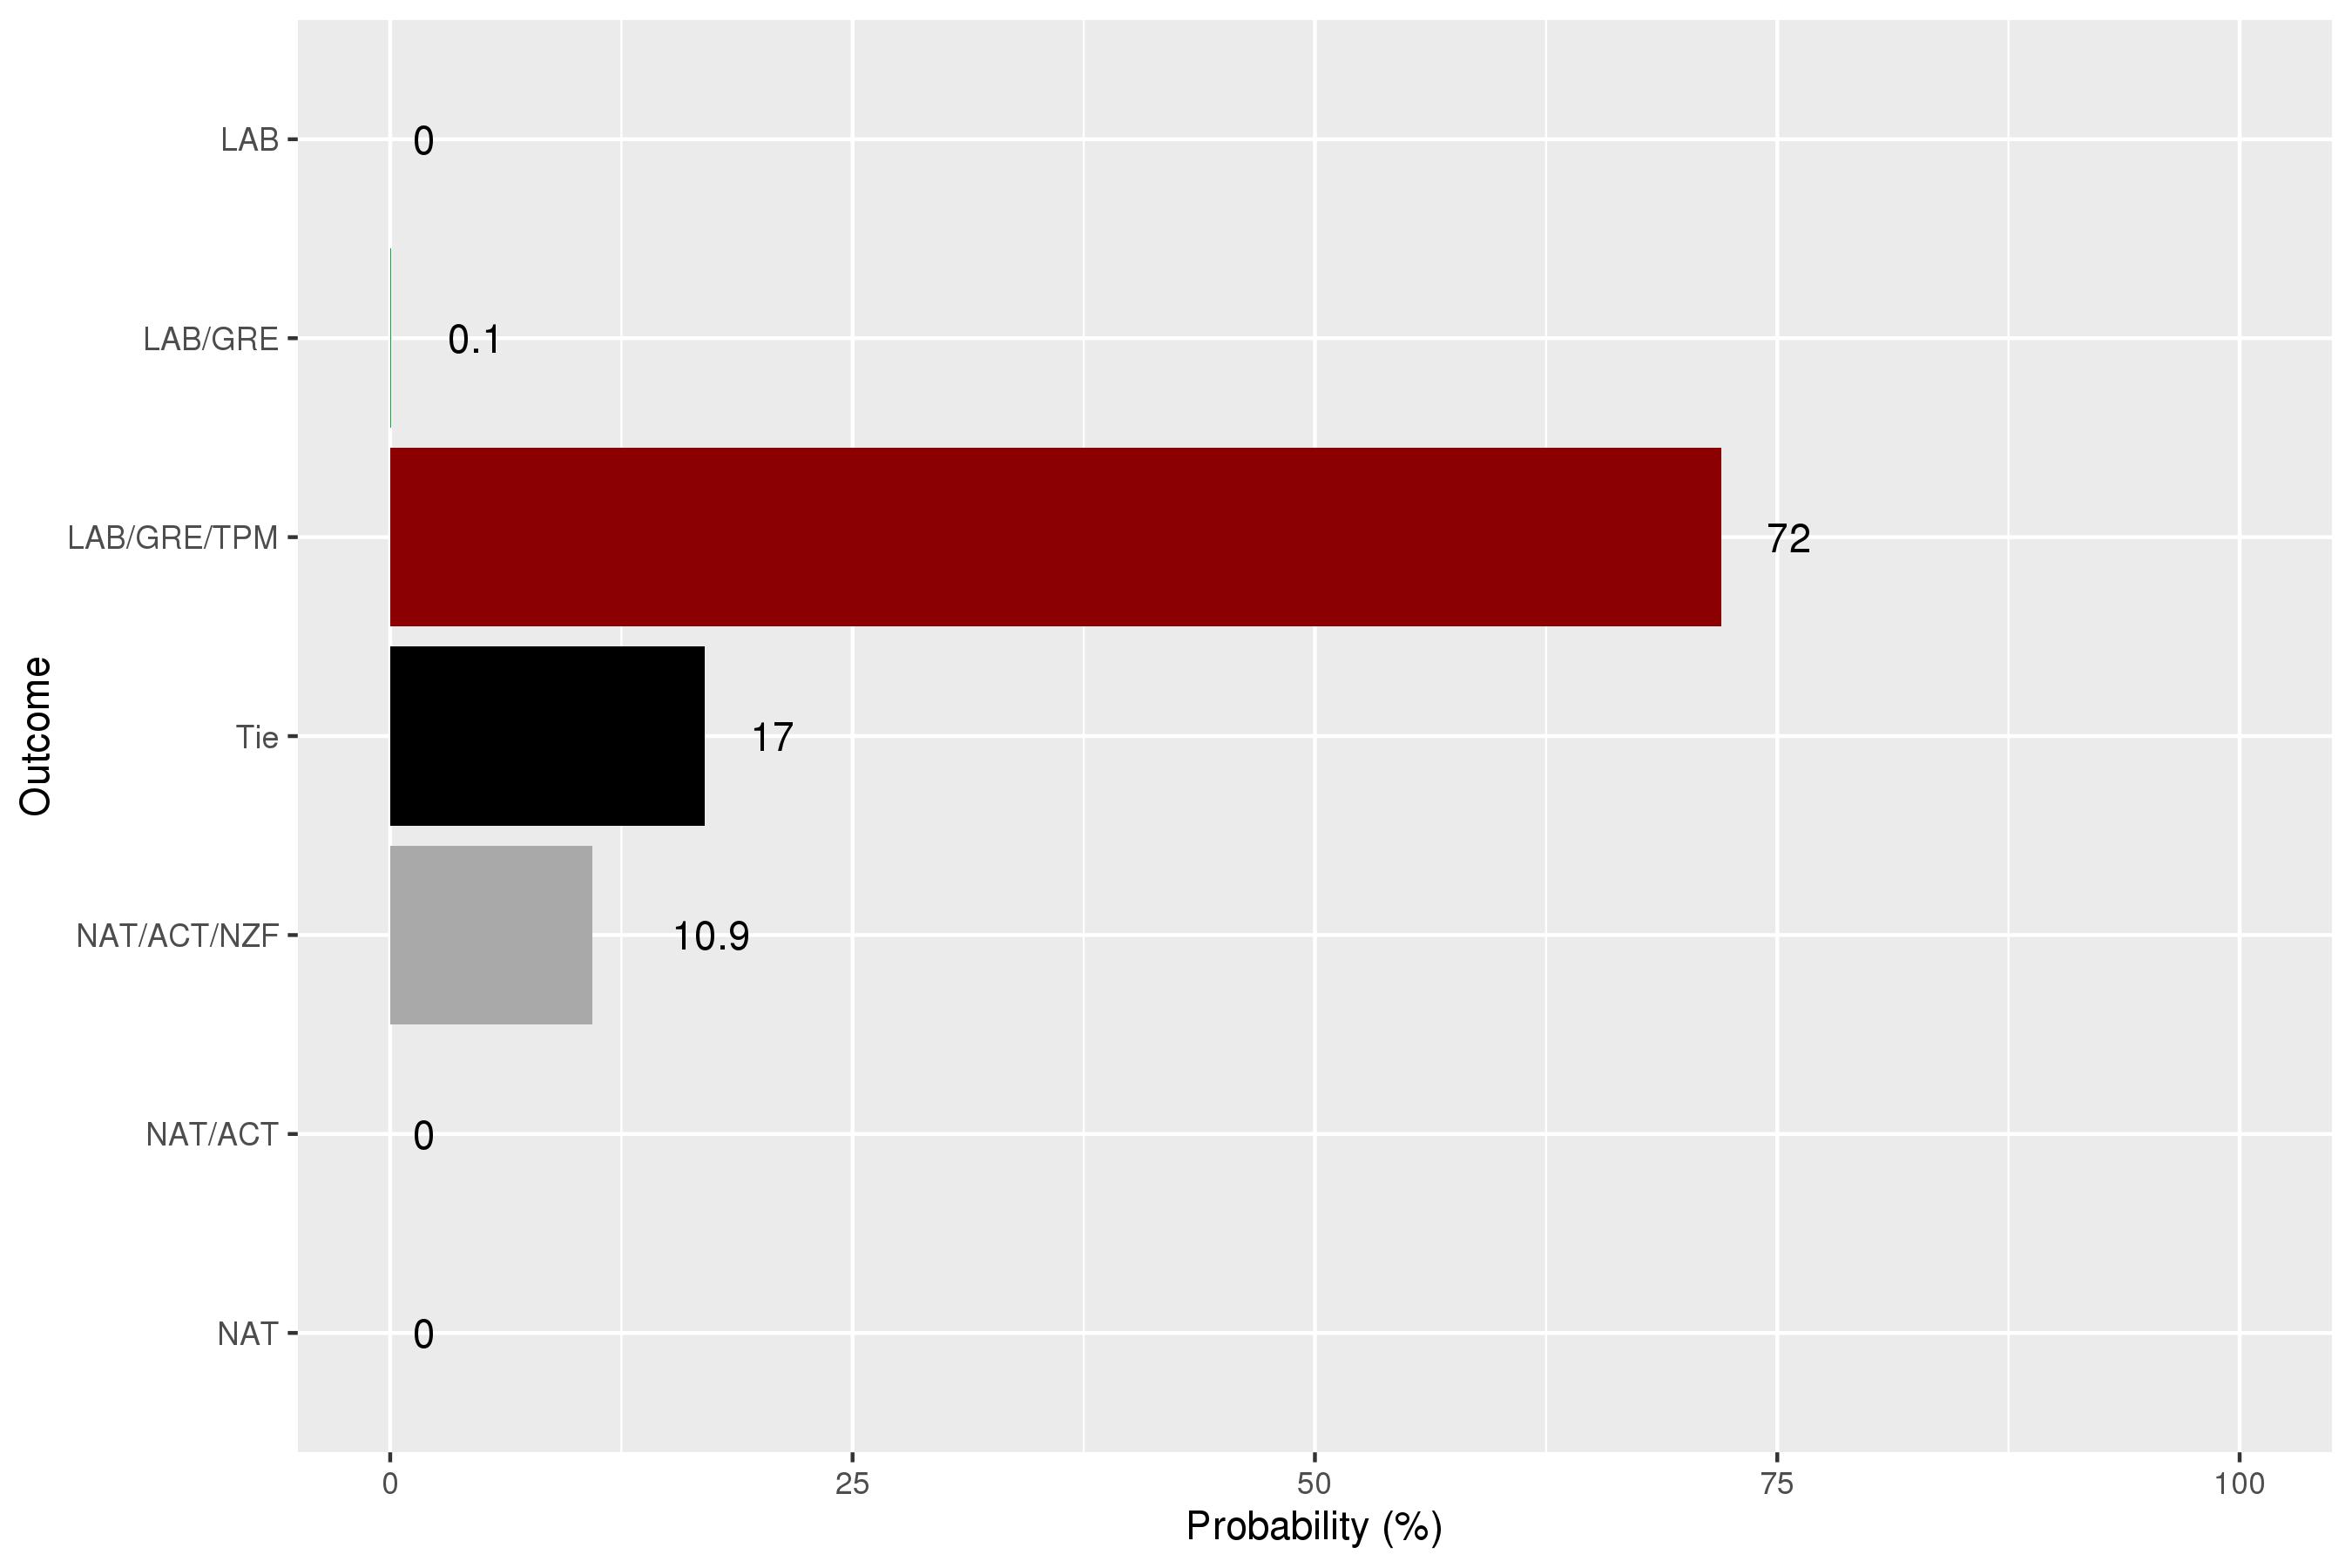 LAB
0
LAB/GRE
0.1
LAB/GRE/TPM
72
Tie
17
NAT/ACT/NZF
10.9
NAT/ACT
0
NAT
0
Outcome
0 25 50 75 100
Probability (%)